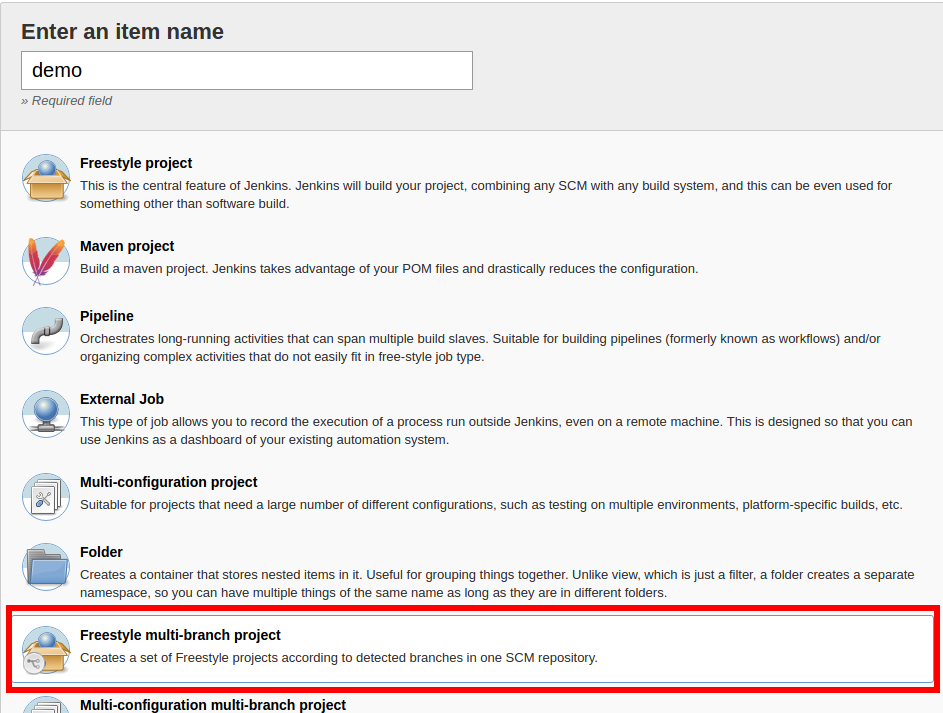 Enter an item name
demo
» Required field
Freestyle project
This is the central feature of Jenkins. Jenkins will build your project, combining any SCM with any build system, and this can be even used for
something other than software build.
Maven project
Build a maven project. Jenkins takes advantage of your POM files and drastically reduces the configuration.
Pipeline
Orchestrates long-running activities that can span multiple build slaves. Suitable for building pipelines (formerly known as workflows) and/or
organizing complex activities that do not easily fit in free-style job type.
External Job
This type of job allows you to record the execution of a process run outside Jenkins, even on a remote machine. This is designed so that you can
use Jenkins as a dashboard of your existing automation system.
Multi-configuration project
Suitable for projects that need a large number of different configurations, such as testing on multiple environments, platform-specific builds, etc.
Folder
Creates a container that stores nested items in it. Useful for grouping things together. Unlike view, which is just a filter, a folder creates a separate
namespace, so you can have multiple things of the same name as long as they are in different folders.
Freestyle multi-branch project
Creates a set of Freestyle projects according to detected branches in one SCM repository.
Multi-configuration multi-branch project